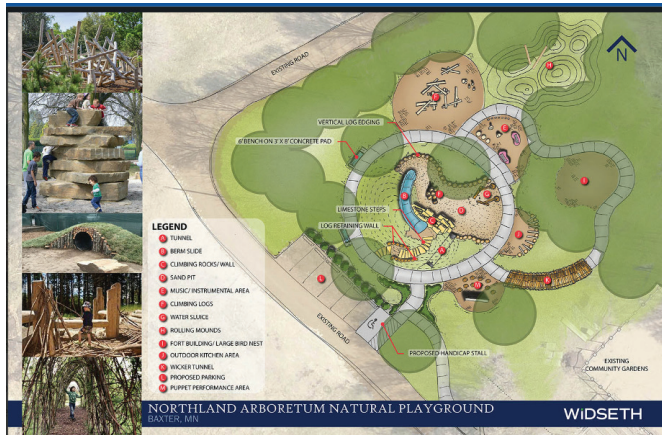 EXISTING ROAD
VERTICAL LOG EDGING
6' BENCH ON 3' X 8' CONCRETE PAD
LIMESTONE STEPS
LOG RETAINING WALL
LEGEND
A TUNNEL
B BERM SLIDE
C CLIMBING ROCKS/ WALL
D SAND PIT
E MUSIC/ INSTRUMENTAL AREA
F CLIMBING LOGS
G WATER SLUICE
H ROLLING MOUNDS
I FORT BUILDING/ LARGE BIRD NEST
J OUTDOOR KITCHEN AREA
K WICKER TUNNEL
L PROPOSED PARKING
M PUPPET PERFORMANCE AREA
EXISTING ROAD
PROPOSED HANDICAP STALL
EXISTING
COMMUNITY GARDENS
N
H
E
K
M
L
NORTHLAND ARBORETUM NATURAL PLAYGROUND
BAXTER, MN
WiDSETH